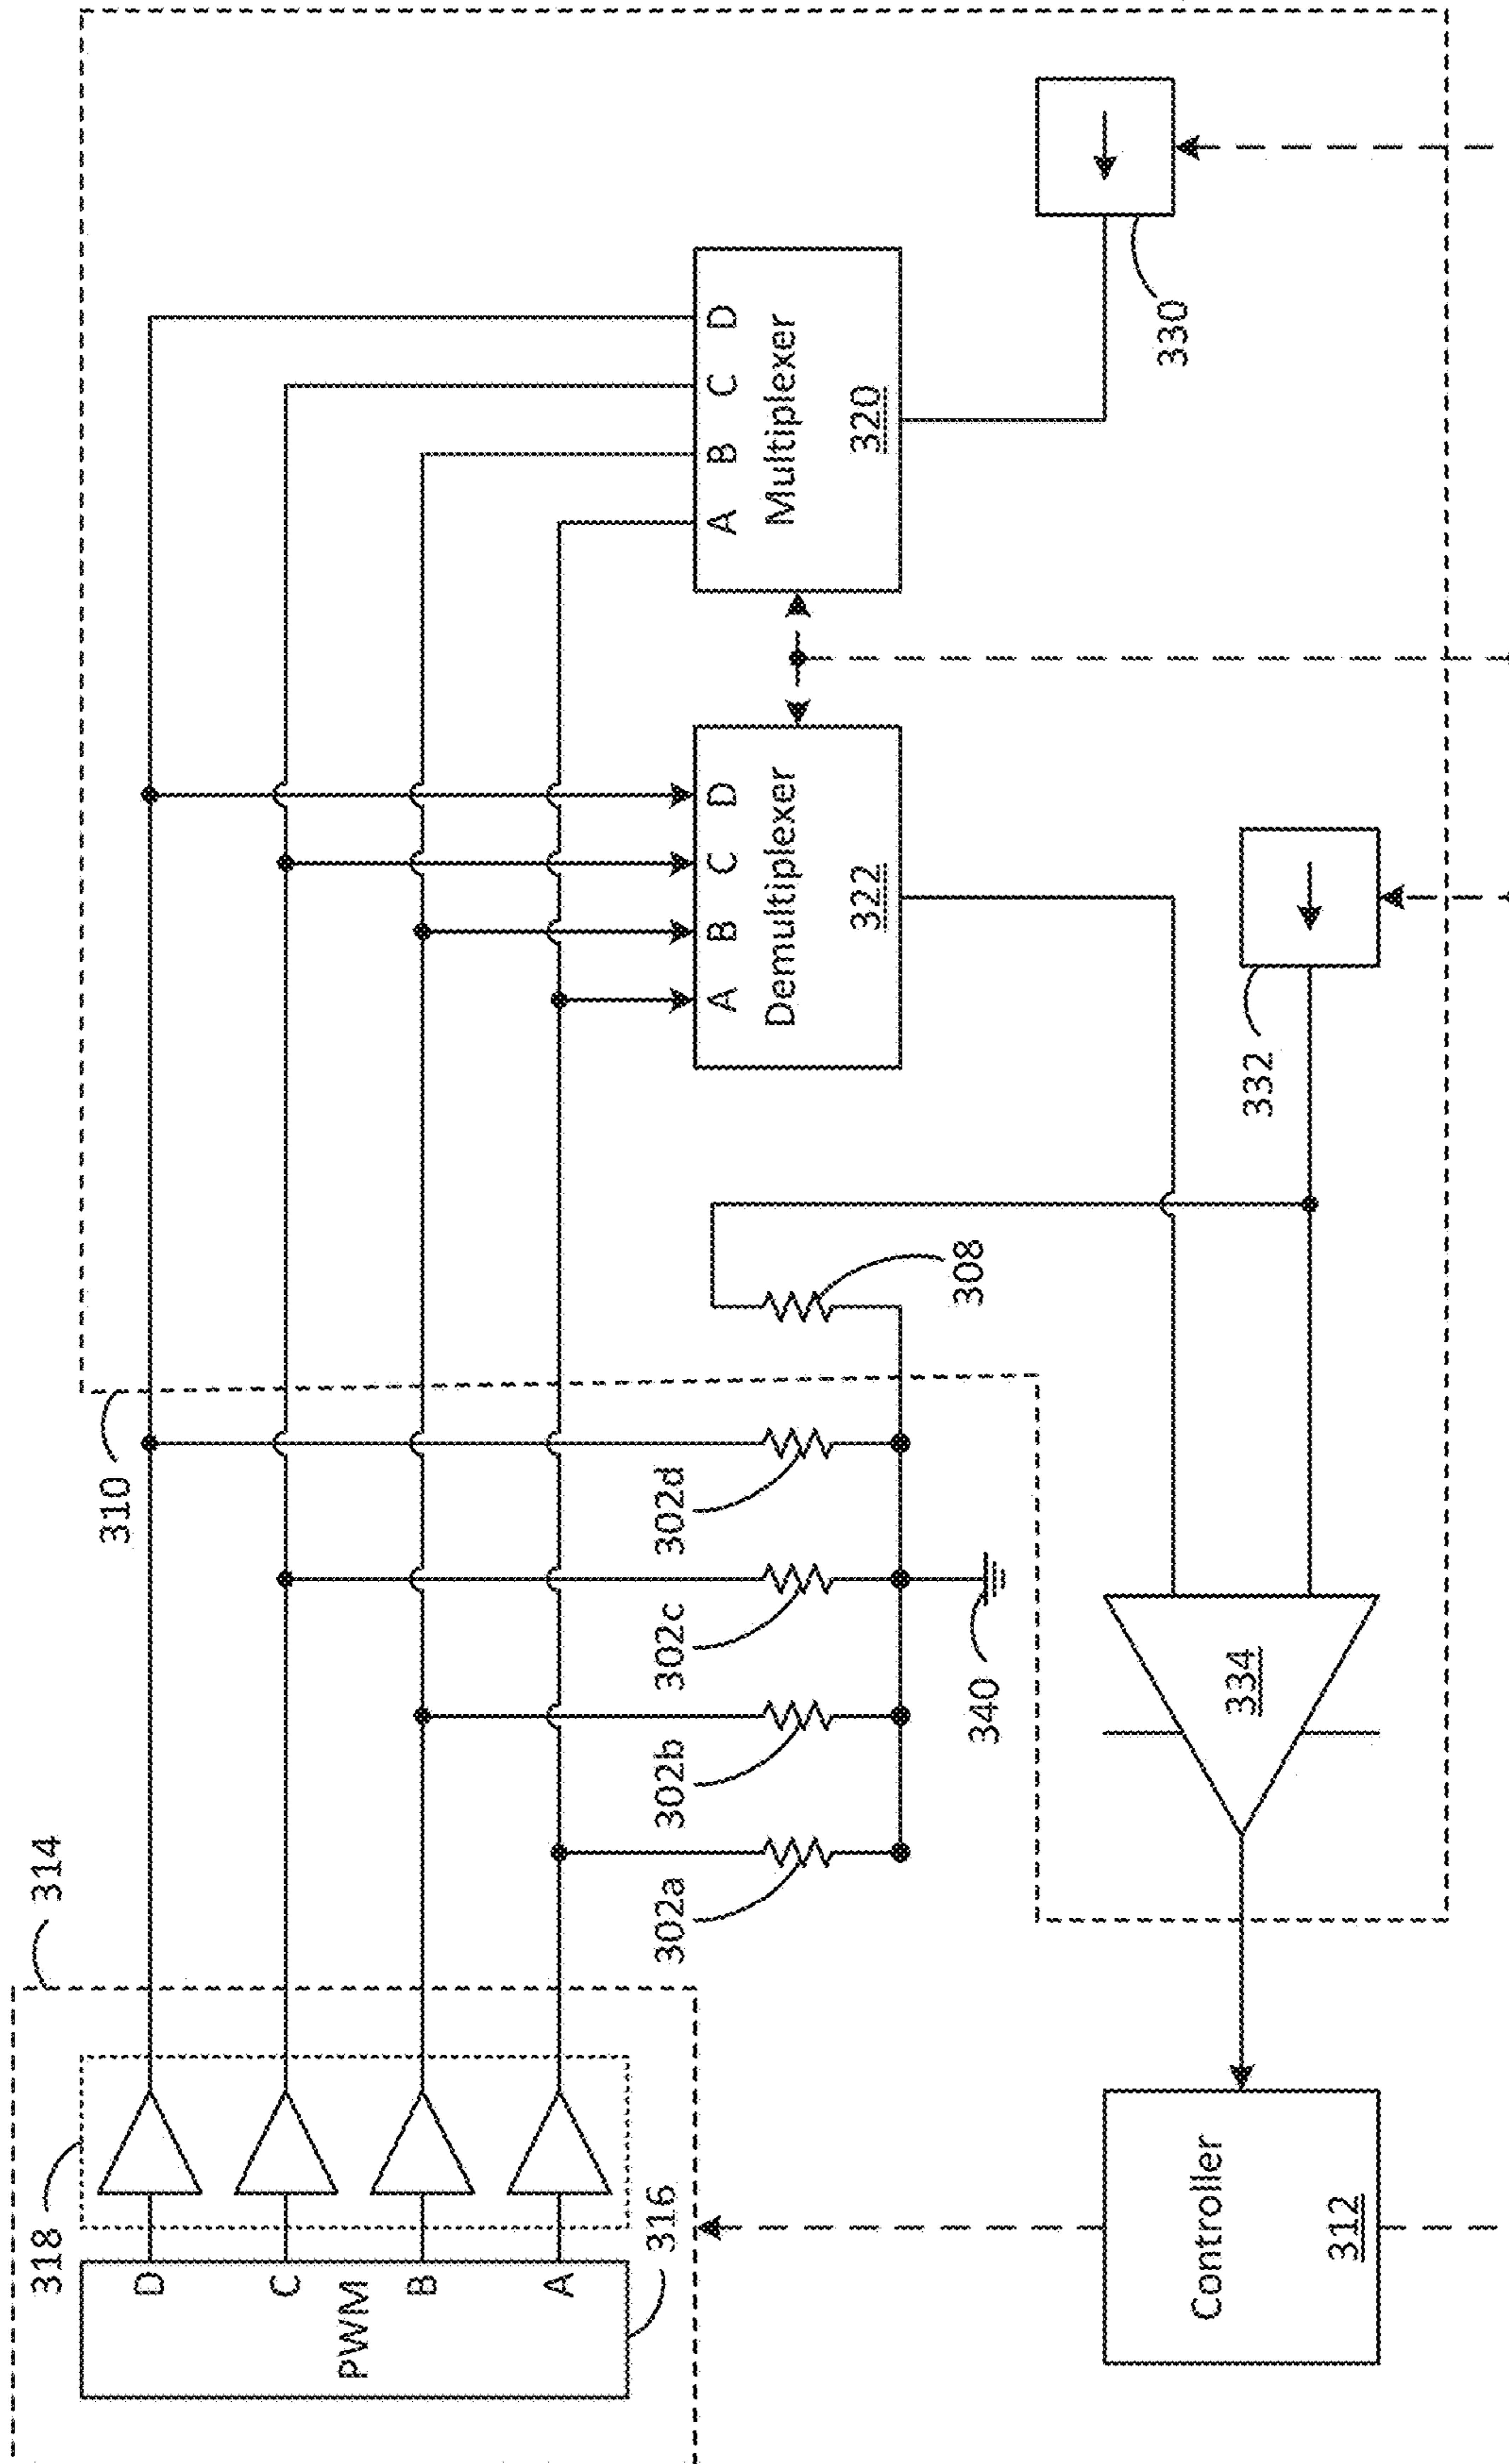 314
318
D
C
PWM
B
A
316
310
302a
302b
302c
302d
340
308
A B C D
Demultiplexer
322
A B C D
Multiplexer
320
330
332
334
Controller
312